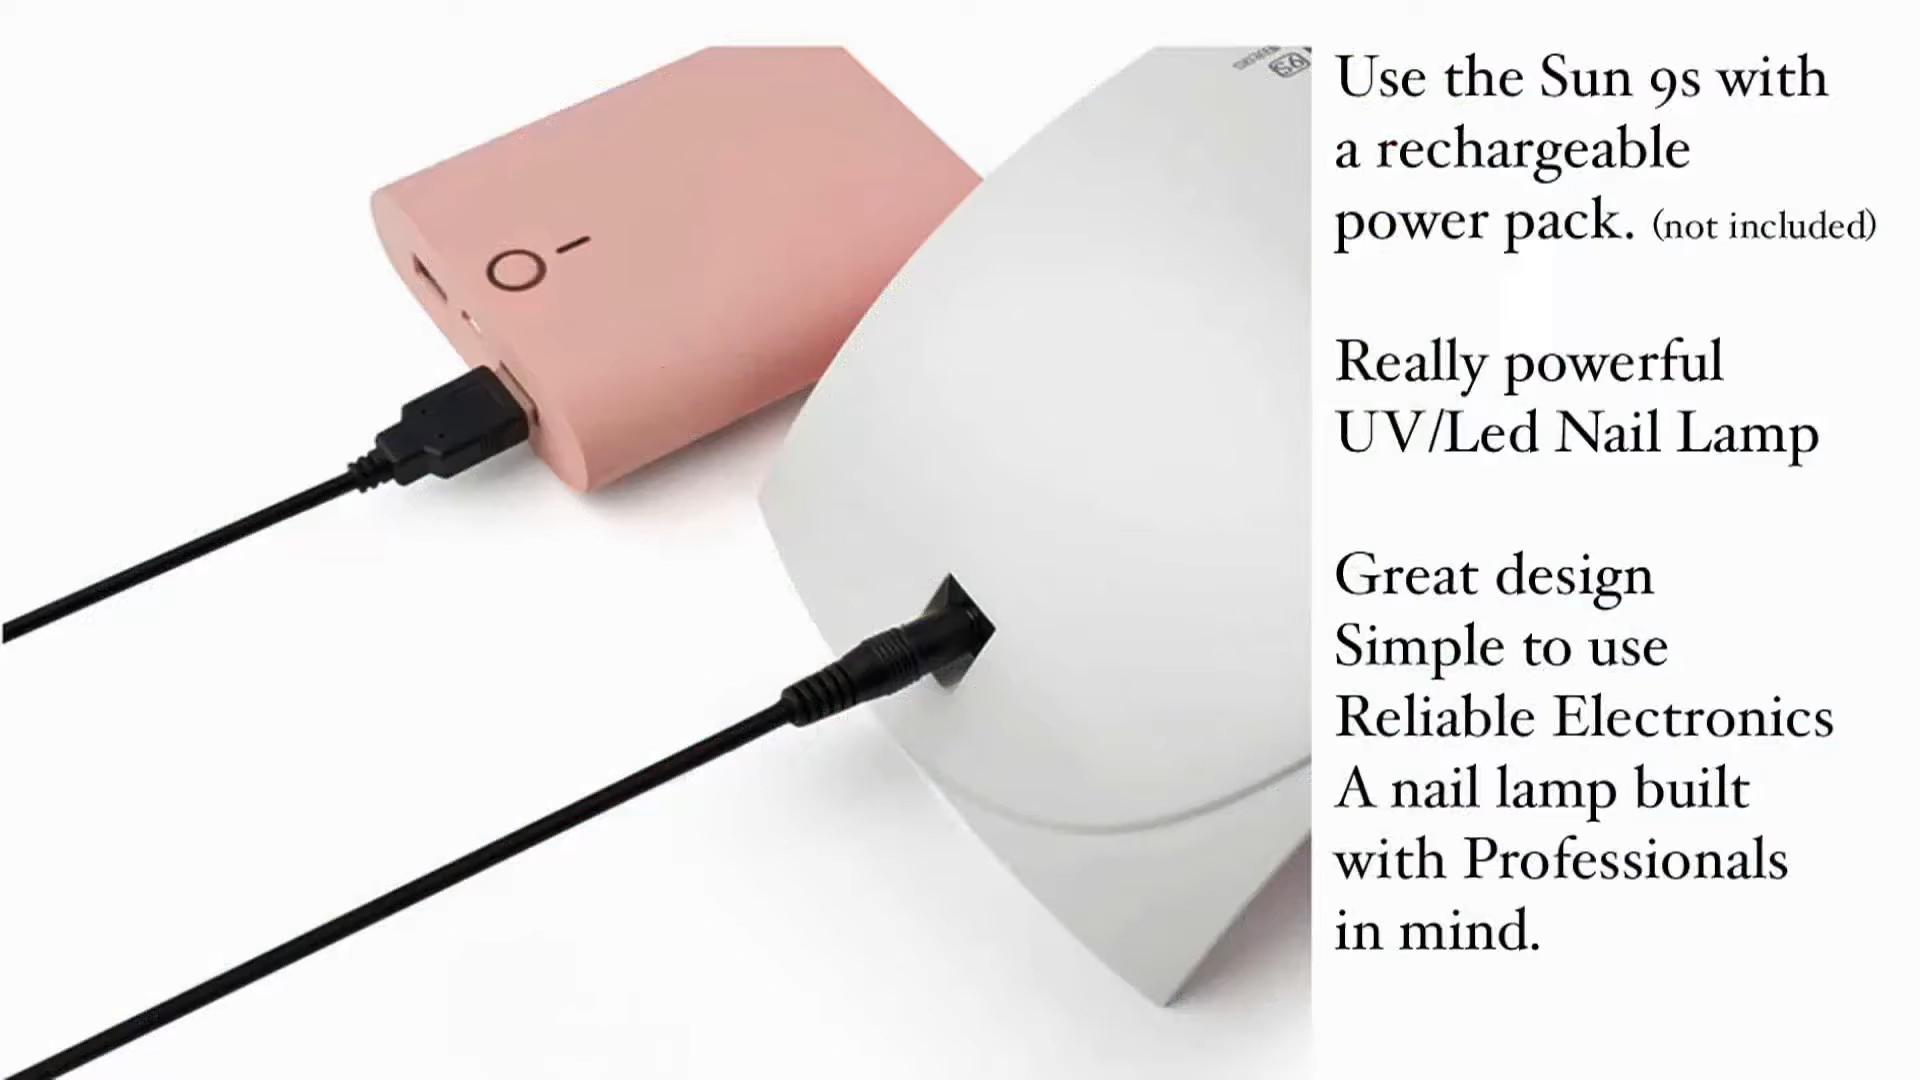 Use the Sun 9s with
a rechargeable
power pack. (not included)
Really powerful
UV/Led Nail Lamp
Great design
Simple to use
Reliable Electronics
A nail lamp built
with Professionals
in mind.